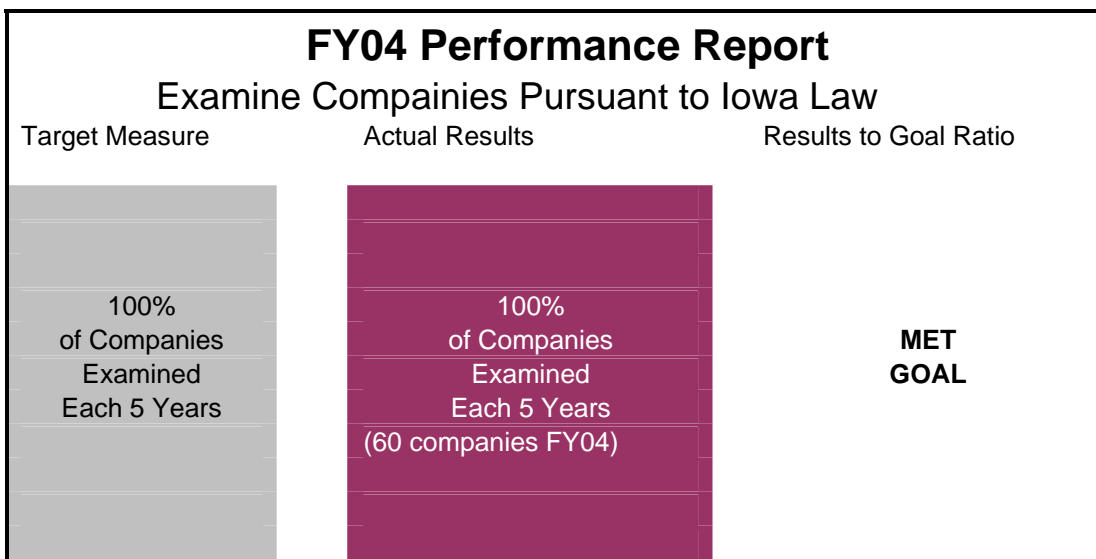 FY04 Performance Report
Examine Compainies Pursuant to Iowa Law
Target Measure
Actual Results
Results to Goal Ratio
100%
of Companies
Examined
Each 5 Years
100%
of Companies
Examined
Each 5 Years
(60 companies FY04)
MET
GOAL